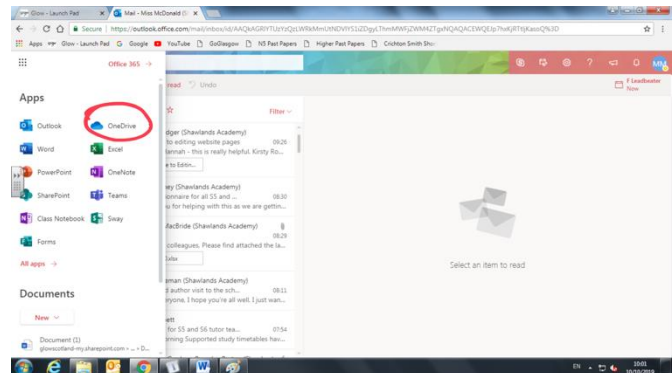 Glow - Launch Pad
Mail - Miss McDonald (S
Secure
https://outlook.office.com/mail/inbox/id/
Apps
Glow - Launch Pad
Google
YouTube
GoGlasgow
N5 Past Papers
Higher Past Papers
Crichton Smith Sho
Office 365 →
read
Undo
F Leadbeater
Now
Apps
Filter
Outlook
OneDrive
Word
Excel
PowerPoint
OneNote
SharePoint
Teams
Class Notebook
Sway
Forms
All apps →
dger (Shawlands Academy)
to editing website pages 09:26
annah - this is really helpful. Kirsty Ro...
e to Editin...
ey (Shawlands Academy)
onnaire for all S5 and ... 08:30
u for helping with this as we are gettin...
MacBride (Shawlands Academy)
08:29
colleagues. Please find attached the la...
man (Shawlands Academy)
d author visit to the sch... 08:11
eryone, I hope you're all well. I just wan...
ett
for S5 and S6 tutor tea... 07:54
rning Supported study timetables hav...
Select an item to read
Documents
New
Document (1)
glowscotland-my.sharepoint.com > ... > D...
EN
10:01
10/10/2019
MM